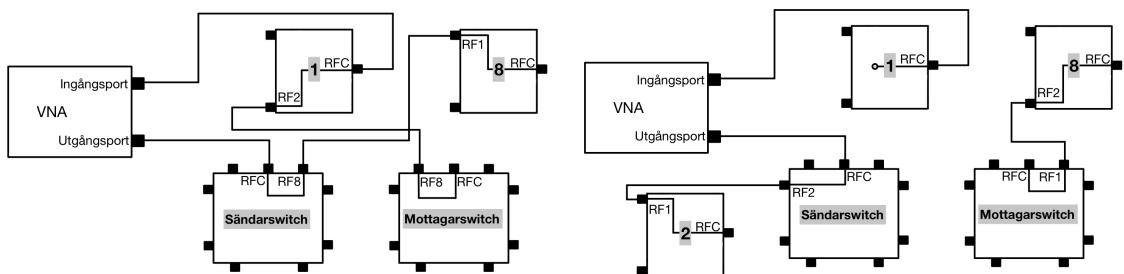 Ingångsport
VNA
Utgångsport
1
RFC
RF2
RF1
8
RFC
RFC
RF8
Sändarswitch
RF8
RFC
Mottagarswitch
Ingångsport
VNA
Utgångsport
1
RFC
8
RFC
RF2
RFC
RF2
Sändarswitch
RFC
RF1
Mottagarswitch
RF1
2
RFC